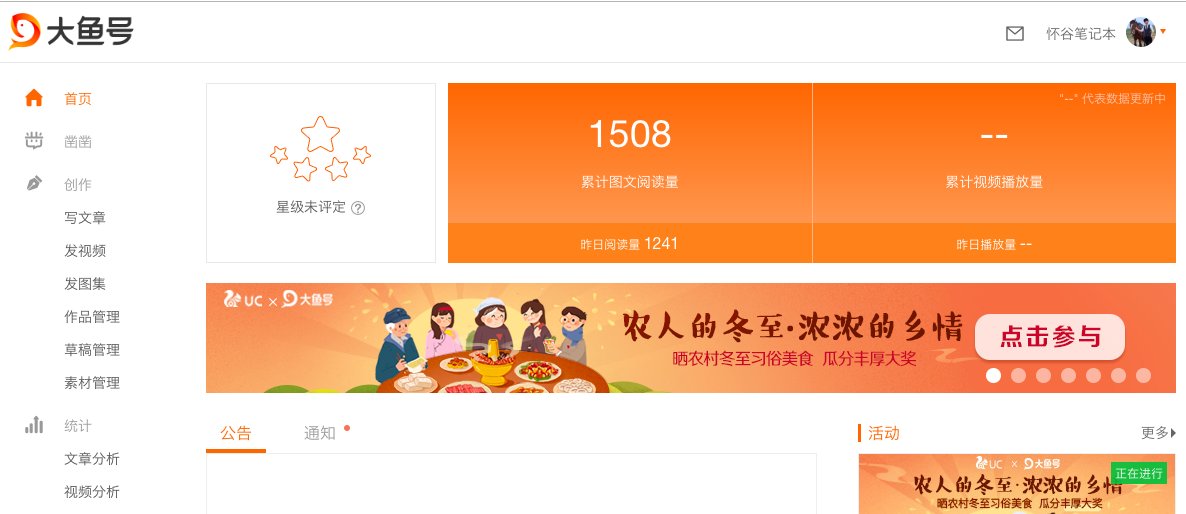 大鱼号
怀谷笔记本
首页
凿凿
创作
写文章
发视频
发图集
作品管理
草稿管理
素材管理
统计
文章分析
视频分析
星级未评定 ?
"--" 代表数据更新中
1508
累计图文阅读量
昨日阅读量 1241
--
累计视频播放量
昨日播放量 --
UC × 大鱼号
农人的冬至·浓浓的乡情
晒农村冬至习俗美食 瓜分丰厚大奖
点击参与
公告
通知
活动
更多
UC × 大鱼号
正在进行
农人的冬至·浓浓的乡情
晒农村冬至习俗美食 瓜分丰厚大奖